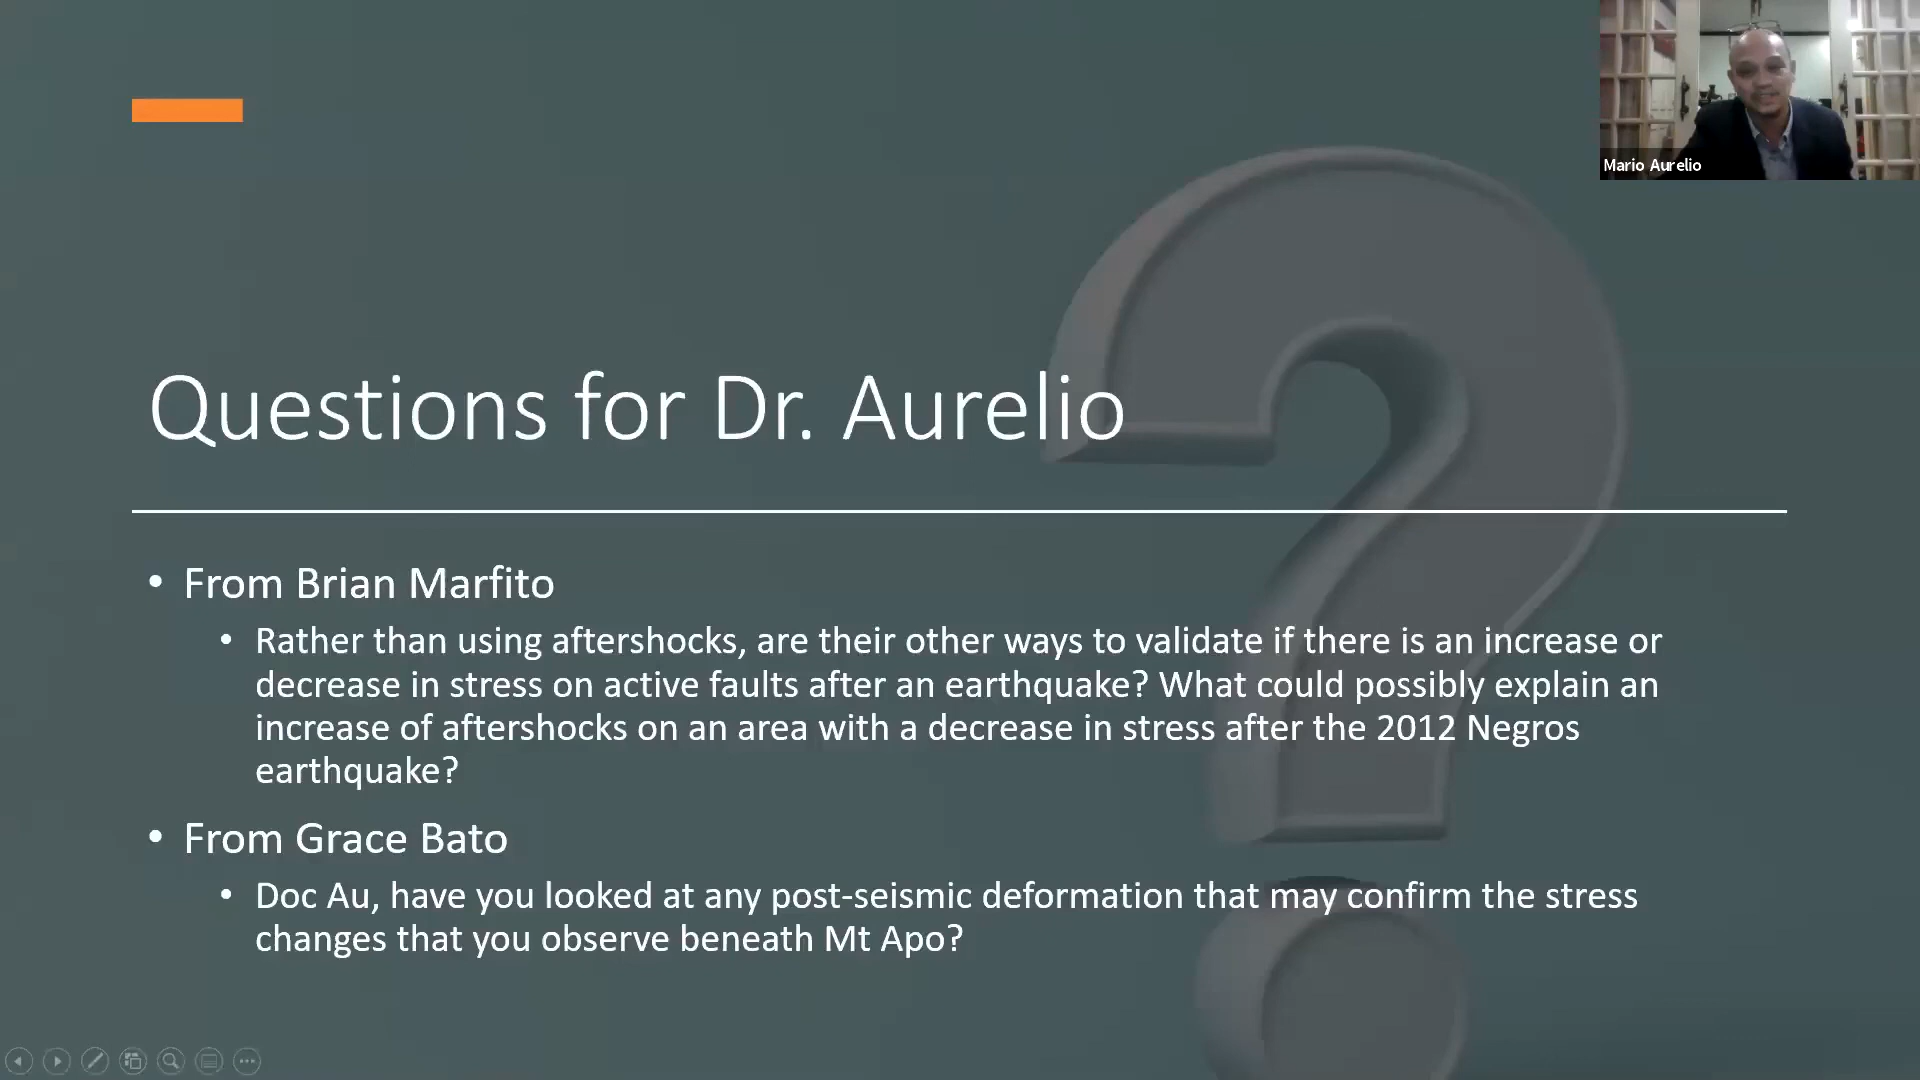 Mario Aurelio
Questions for Dr. Aurelio
• From Brian Marfito
• Rather than using aftershocks, are their other ways to validate if there is an increase or
decrease in stress on active faults after an earthquake? What could possibly explain an
increase of aftershocks on an area with a decrease in stress after the 2012 Negros
earthquake?
• From Grace Bato
• Doc Au, have you looked at any post-seismic deformation that may confirm the stress
changes that you observe beneath Mt Apo?